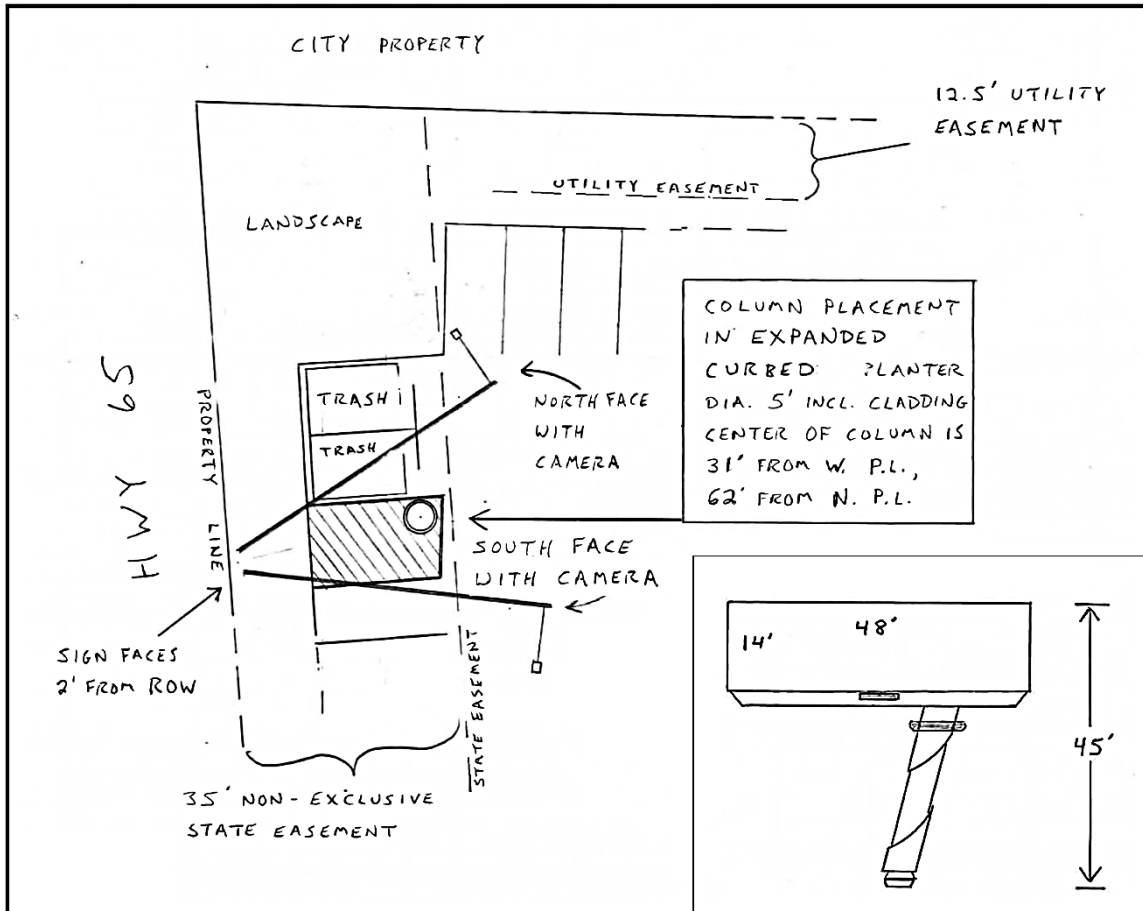 CITY PROPERTY
12.5' UTILITY
EASEMENT
UTILITY EASEMENT
LANDSCAPE
COLUMN PLACEMENT
IN EXPANDED
CURBED PLANTER
DIA. 5' INCL. CLADDING
CENTER OF COLUMN IS
31' FROM W. P.L.,
62' FROM N. P.L.
HWY 65
PROPERTY LINE
TRASH
TRASH
NORTH FACE
WITH
CAMERA
SOUTH FACE
WITH CAMERA
SIGN FACES
2' FROM ROW
STATE EASEMENT
35' NON-EXCLUSIVE
STATE EASEMENT
14'
48'
45'